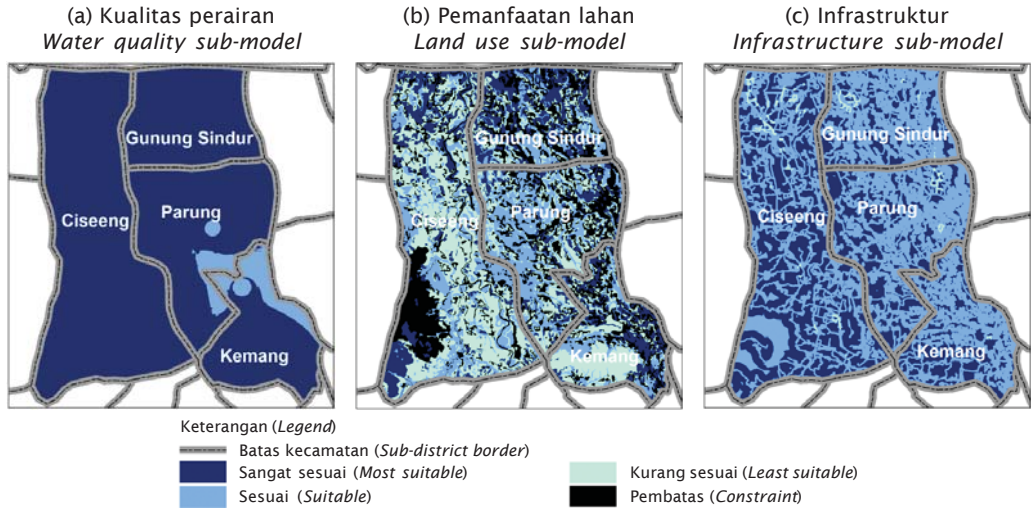 (a) Kualitas perairan
Water quality sub-model
(b) Pemanfaatan lahan
Land use sub-model
(c) Infrastruktur
Infrastructure sub-model
Gunung Sindur
Ciseeng
Parung
Kemang
Gunung Sindur
Ciseeng
Parung
Kemang
Gunung Sindur
Ciseeng
Parung
Kemang
Keterangan (Legend)
Batas kecamatan (Sub-district border)
Sangat sesuai (Most suitable)
Sesuai (Suitable)
Kurang sesuai (Least suitable)
Pembatas (Constraint)